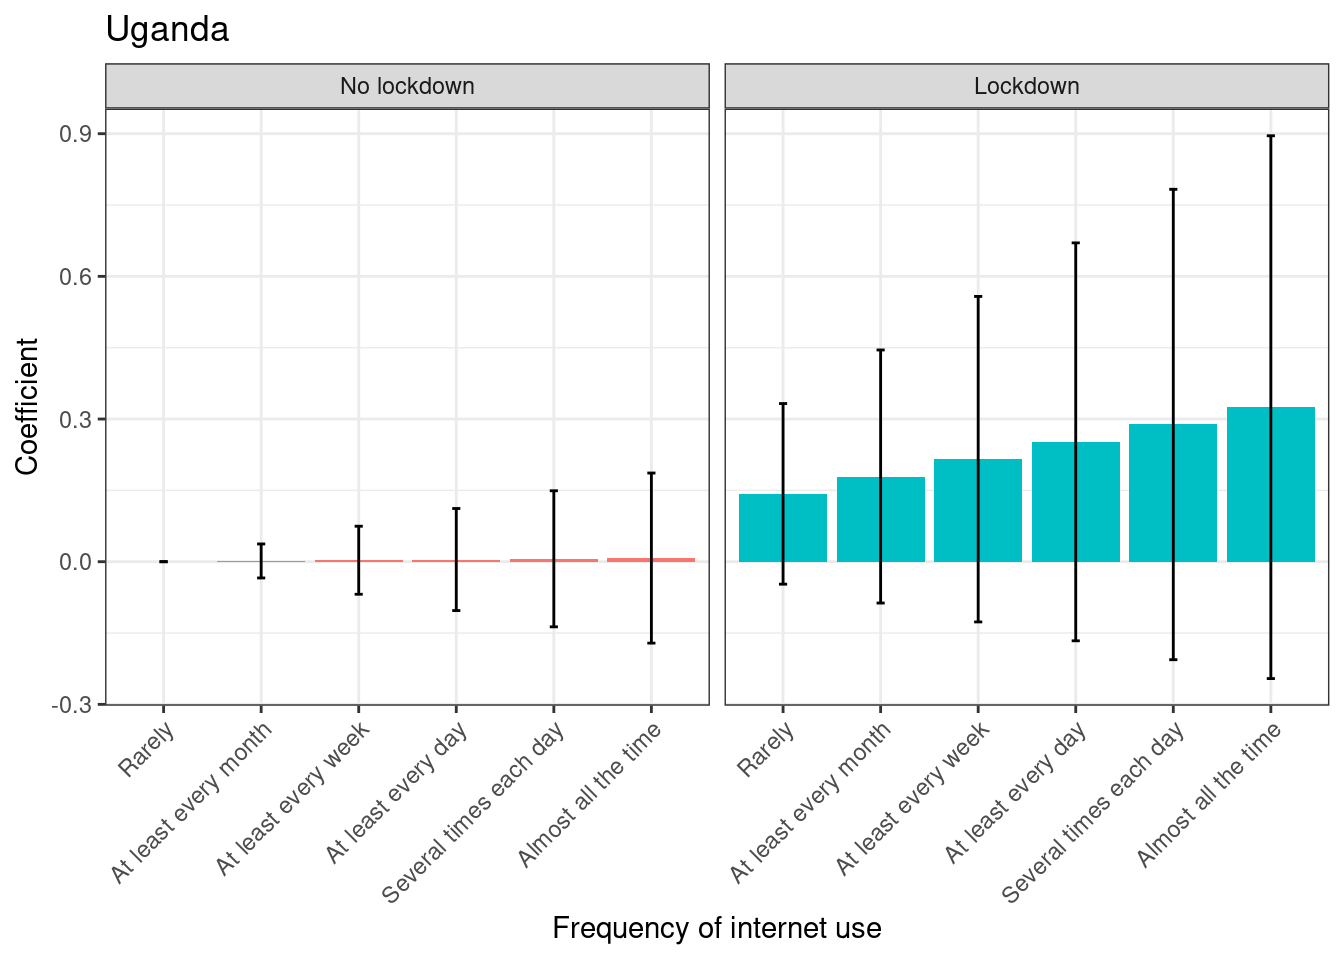 Uganda
No lockdown
Lockdown
Coefficient
0.9
0.6
0.3
0.0
-0.3
Rarely
At least every month
At least every week
At least every day
Several times each day
Almost all the time
Rarely
At least every month
At least every week
At least every day
Several times each day
Almost all the time
Frequency of internet use